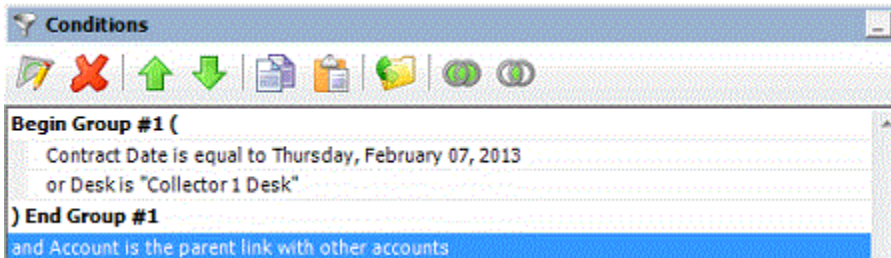 Conditions
Begin Group #1 (
Contract Date is equal to Thursday, February 07, 2013
or Desk is "Collector 1 Desk"
) End Group #1
and Account is the parent link with other accounts